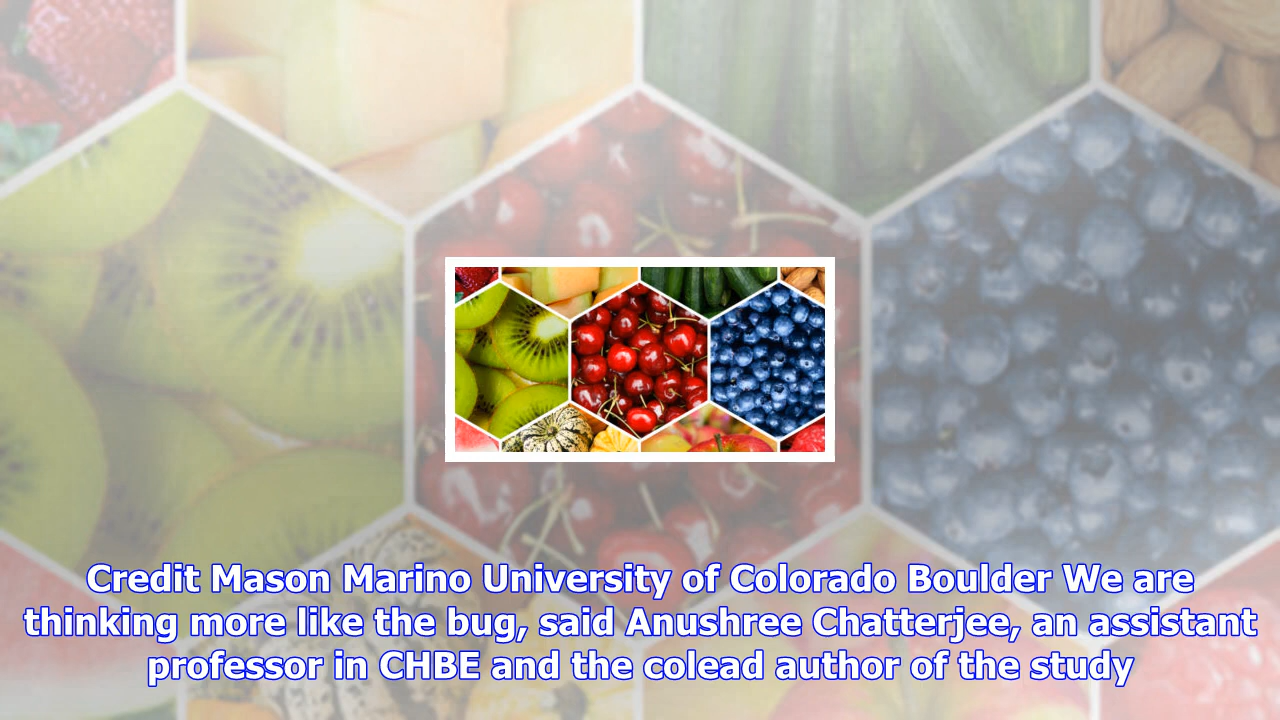 Credit Mason Marino University of Colorado Boulder We are
thinking more like the bug, said Anushree Chatterjee, an assistant
professor in CHBE and the colead author of the study